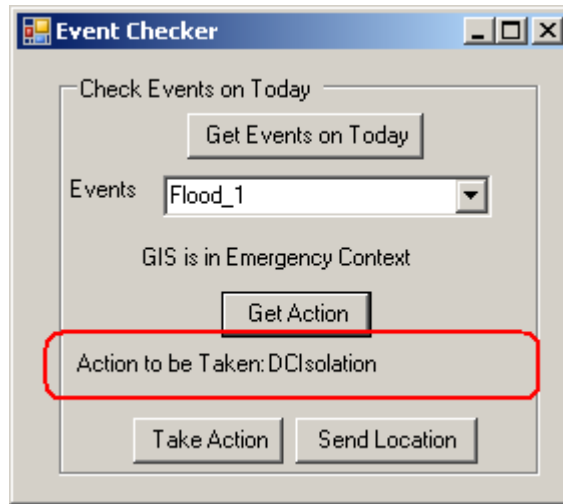 Event Checker
Check Events on Today
Get Events on Today
Events Flood_1
GIS is in Emergency Context
Get Action
Action to be Taken:DCIsolation
Take Action Send Location